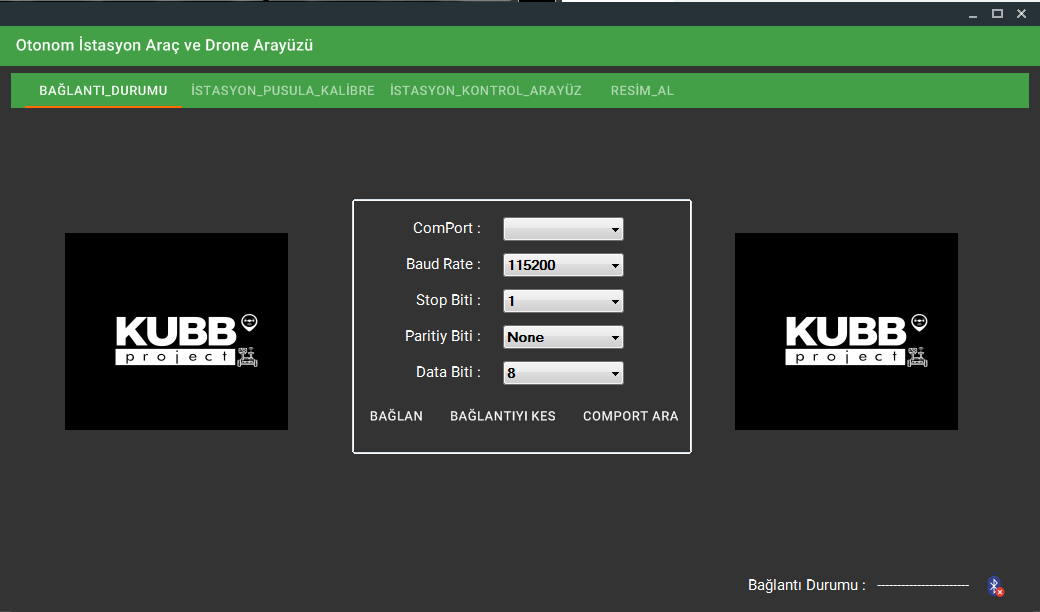 Otonom İstasyon Araç ve Drone Arayüzü
BAĞLANTI_DURUMU İSTASYON_PUSULA_KALİBRE İSTASYON_KONTROL_ARAYÜZ RESİM_AL
ComPort :
Baud Rate : 115200
Stop Biti : 1
Paritiy Biti : None
Data Biti : 8
BAĞLAN BAĞLANTIYI KES COMPORT ARA
KUBB
project
KUBB
project
Bağlantı Durumu : -----------------------